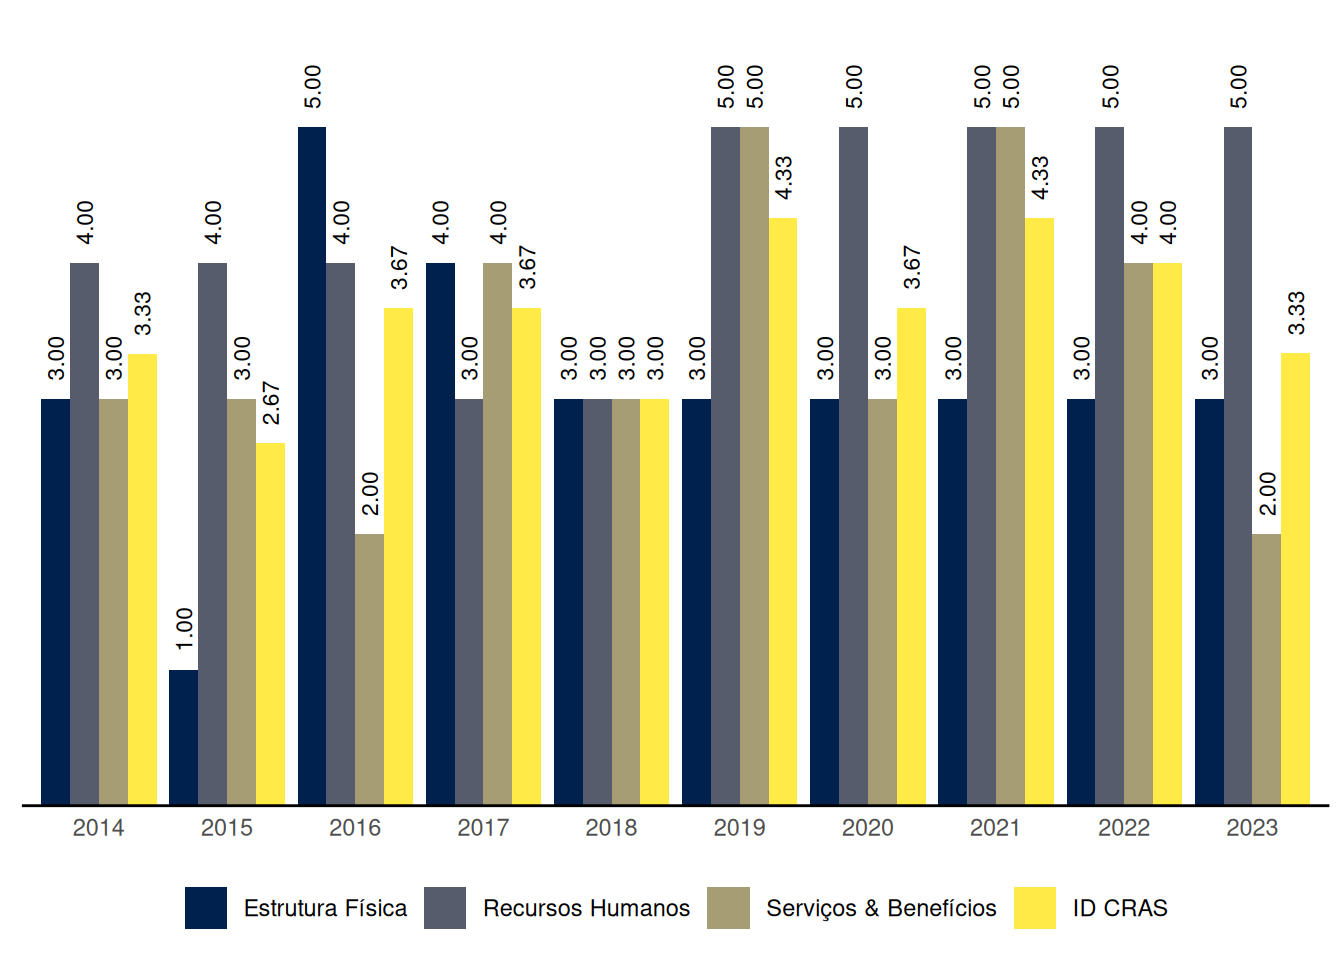 3.00 4.00 3.00 3.33
1.00 4.00 3.00 2.67
5.00 4.00 2.00 3.67
4.00 3.00 4.00 3.67
3.00 3.00 3.00 3.00
3.00 5.00 5.00 4.33
3.00 5.00 3.00 3.67
3.00 5.00 5.00 4.33
3.00 5.00 4.00 4.00
3.00 5.00 2.00 3.33
2014 2015 2016 2017 2018 2019 2020 2021 2022 2023
Estrutura Física Recursos Humanos Serviços & Benefícios ID CRAS